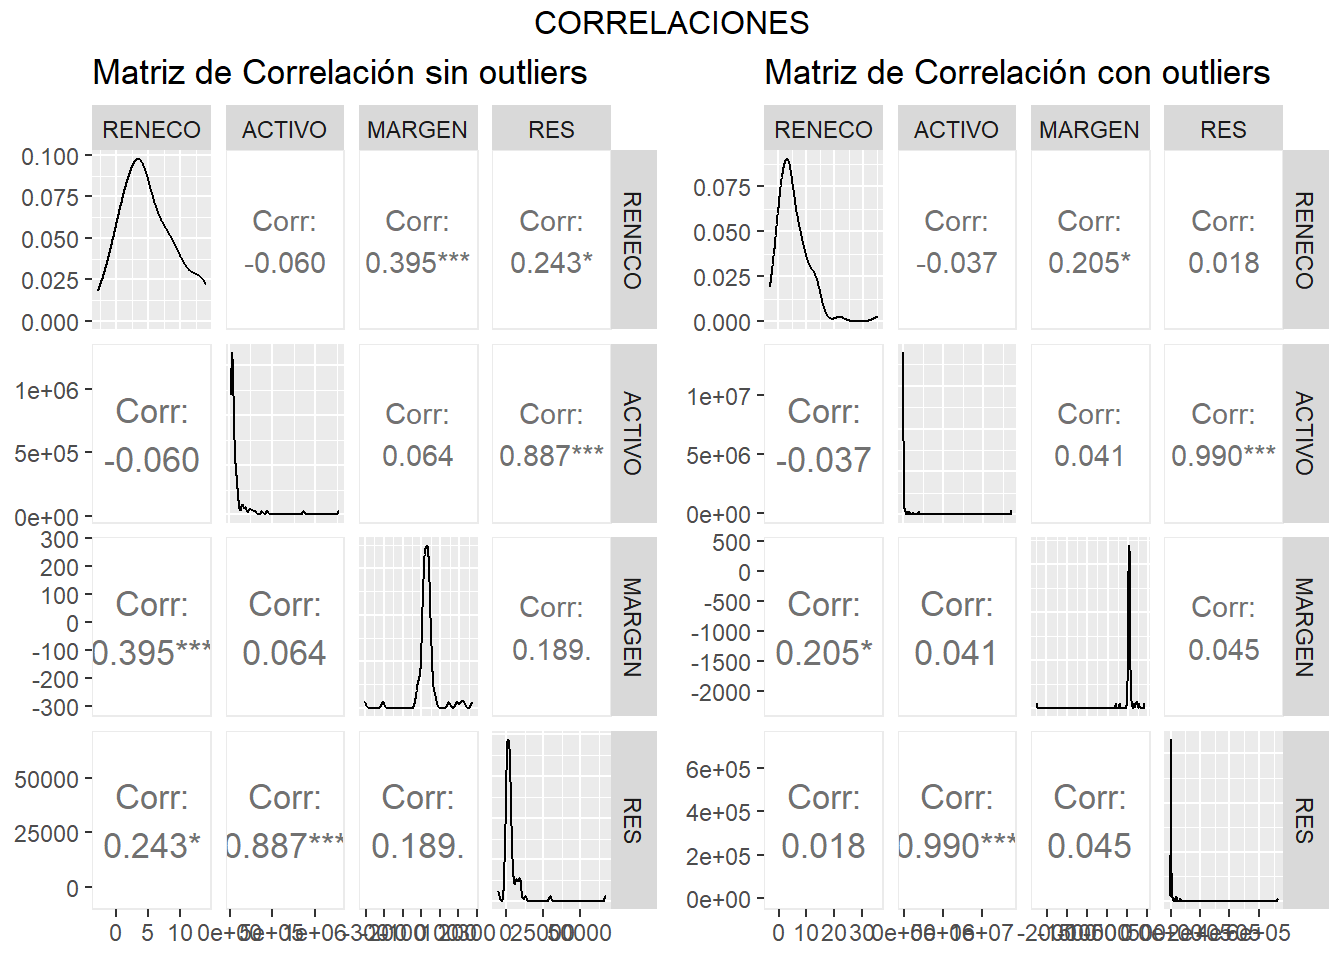 CORRELACIONES
Matriz de Correlación sin outliers
RENECO ACTIVO MARGEN RES
0.100
0.075
0.050
0.025
0.000
Corr:
-0.060
Corr:
0.395***
Corr:
0.243*
RENECO
1e+06
5e+05
0e+00
Corr:
-0.060
Corr:
0.064
Corr:
0.887***
ACTIVO
300
200
100
0
-100
-200
-300
Corr:
0.395***
Corr:
0.064
Corr:
0.189.
MARGEN
50000
25000
0
Corr:
0.243*
Corr:
0.887***
Corr:
0.189.
RES
0 5 10 0e+00 5e+05 1e+06 -300 -200 -100 0 100 200 300 0 25000 50000
Matriz de Correlación con outliers
RENECO ACTIVO MARGEN RES
0.075
0.050
0.025
0.000
Corr:
-0.037
Corr:
0.205*
Corr:
0.018
RENECO
1e+07
5e+06
0e+00
Corr:
-0.037
Corr:
0.041
Corr:
0.990***
ACTIVO
500
0
-500
-1000
-1500
-2000
Corr:
0.205*
Corr:
0.041
Corr:
0.045
MARGEN
6e+05
4e+05
2e+05
0e+00
Corr:
0.018
Corr:
0.990***
Corr:
0.045
RES
0 10 20 30 0e+00 5e+06 1e+07